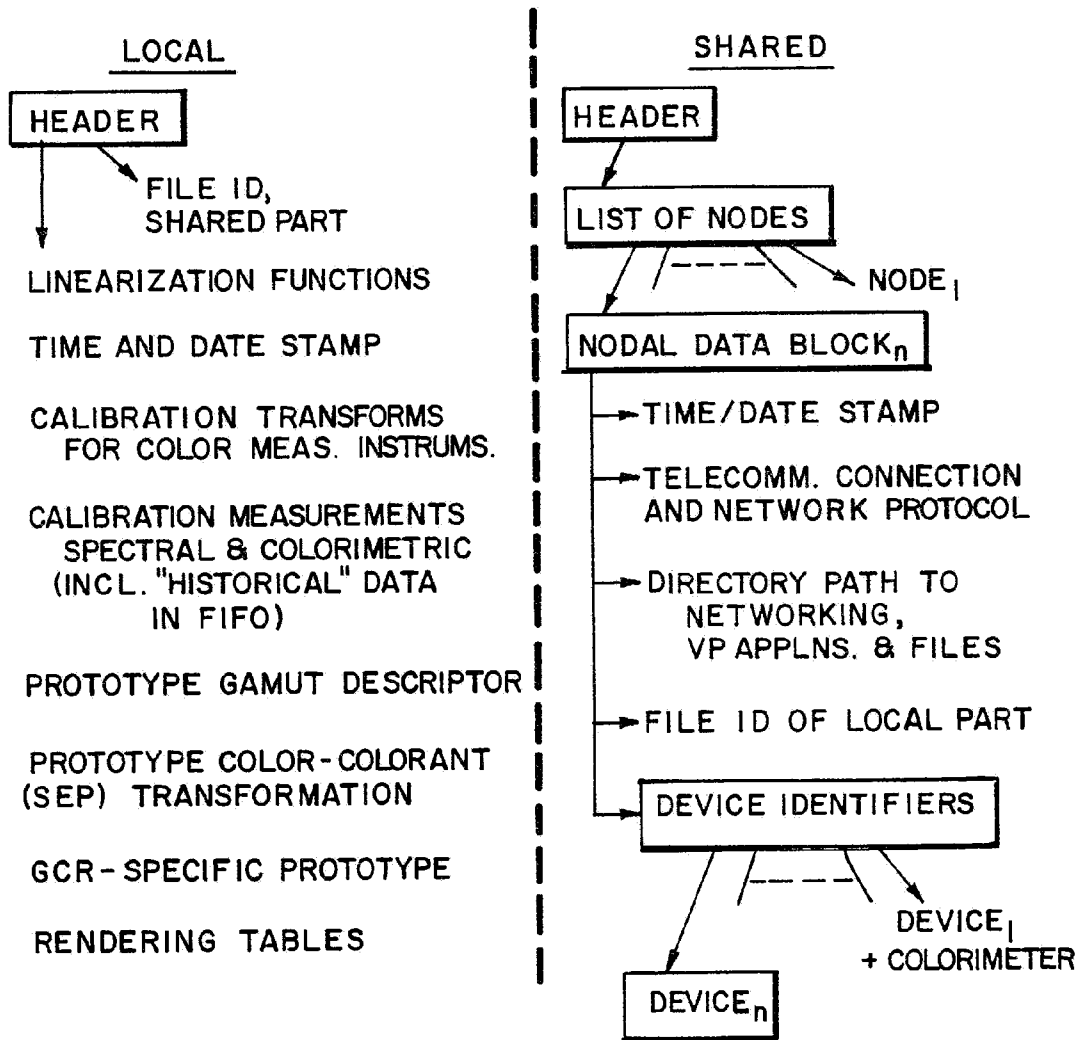 LOCAL
HEADER
FILE ID,
SHARED PART
LINEARIZATION FUNCTIONS
TIME AND DATE STAMP
CALIBRATION TRANSFORMS
FOR COLOR MEAS. INSTRUMS.
CALIBRATION MEASUREMENTS
SPECTRAL & COLORIMETRIC
(INCL. "HISTORICAL" DATA
IN FIFO)
PROTOTYPE GAMUT DESCRIPTOR
PROTOTYPE COLOR-COLORANT
(SEP) TRANSFORMATION
GCR-SPECIFIC PROTOTYPE
RENDERING TABLES
SHARED
HEADER
LIST OF NODES
NODE1
NODAL DATA BLOCKn
TIME/DATE STAMP
TELECOMM. CONNECTION
AND NETWORK PROTOCOL
DIRECTORY PATH TO
NETWORKING,
VP APPLNS. & FILES
FILE ID OF LOCAL PART
DEVICE IDENTIFIERS
DEVICE1
+ COLORIMETER
DEVICEn